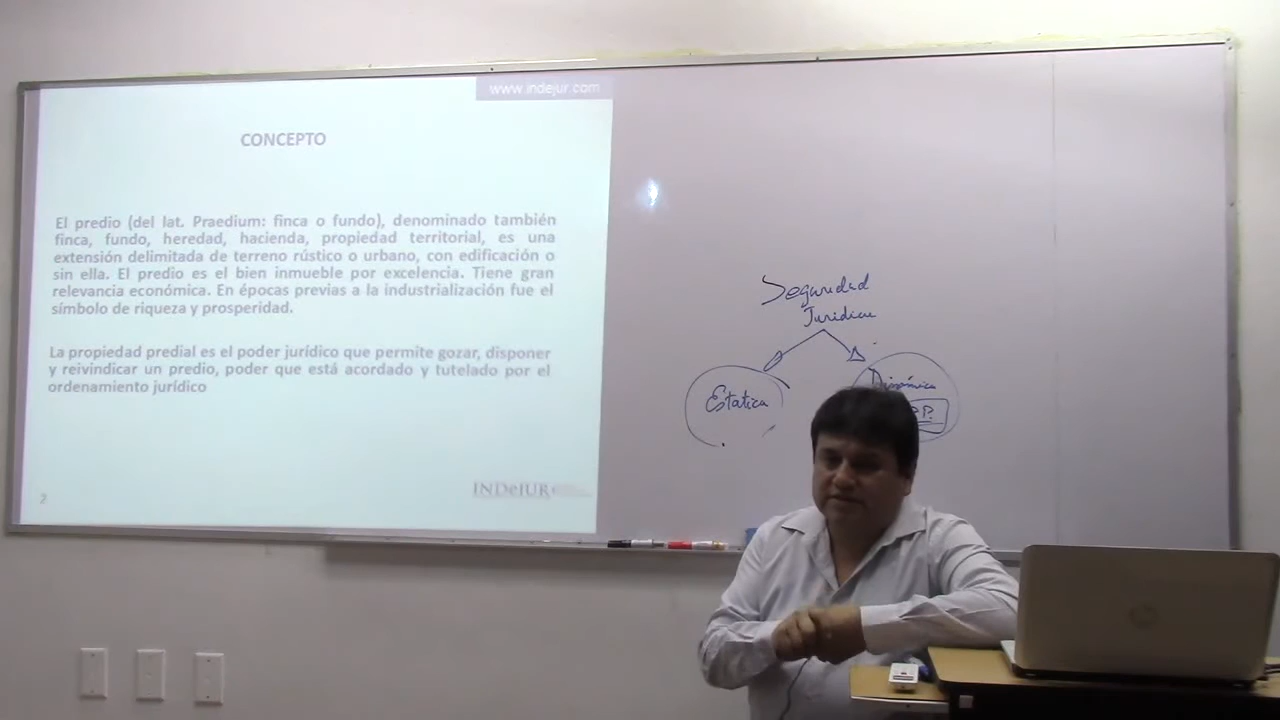 www.indejur.com
CONCEPTO
El predio (del lat. Praedium: finca o fundo), denominado también
finca, fundo, heredad, hacienda, propiedad territorial, es una
extensión delimitada de terreno rústico o urbano, con edificación o
sin ella. El predio es el bien inmueble por excelencia. Tiene gran
relevancia económica. En épocas previas a la industrialización fue el
símbolo de riqueza y prosperidad.
La propiedad predial es el poder jurídico que permite gozar, disponer
y reivindicar un predio, poder que está acordado y tutelado por el
ordenamiento jurídico
2
INDeJUR
Seguridad
Juridica
Estatica
Dinámica
P.